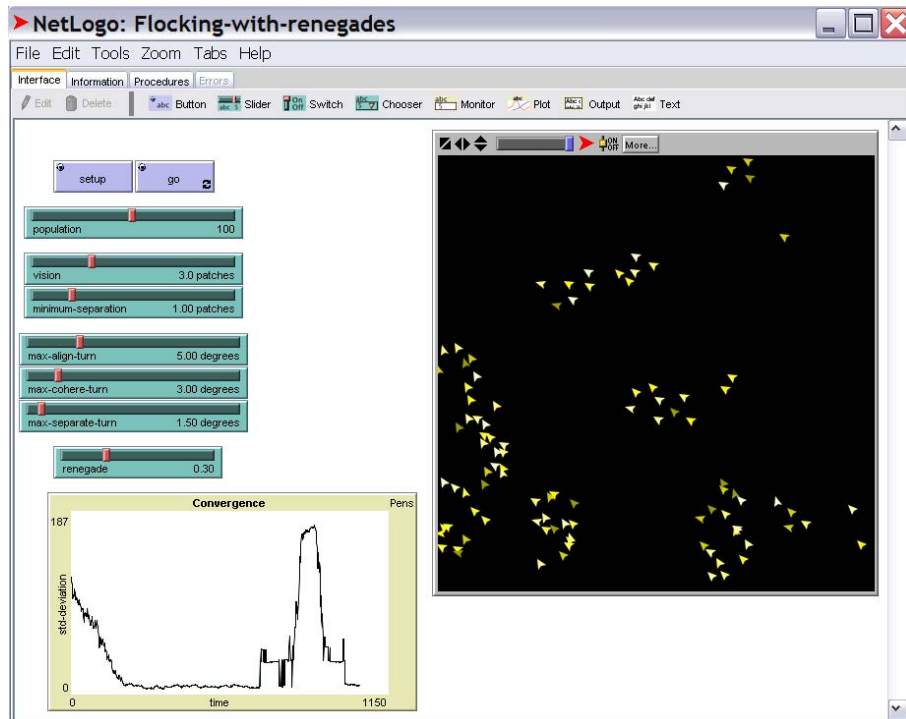 NetLogo: Flocking-with-renegades
File Edit Tools Zoom Tabs Help
Interface Information Procedures Errors
Edit Delete Button Slider Switch Chooser Monitor Plot Output Text
ON OFF More...
setup go
population 100
vision 3.0 patches
minimum-separation 1.00 patches
max-align-turn 5.00 degrees
max-cohere-turn 3.00 degrees
max-separate-turn 1.50 degrees
renegade 0.30
Convergence Pens
187
std-deviation
0
0 time 1150